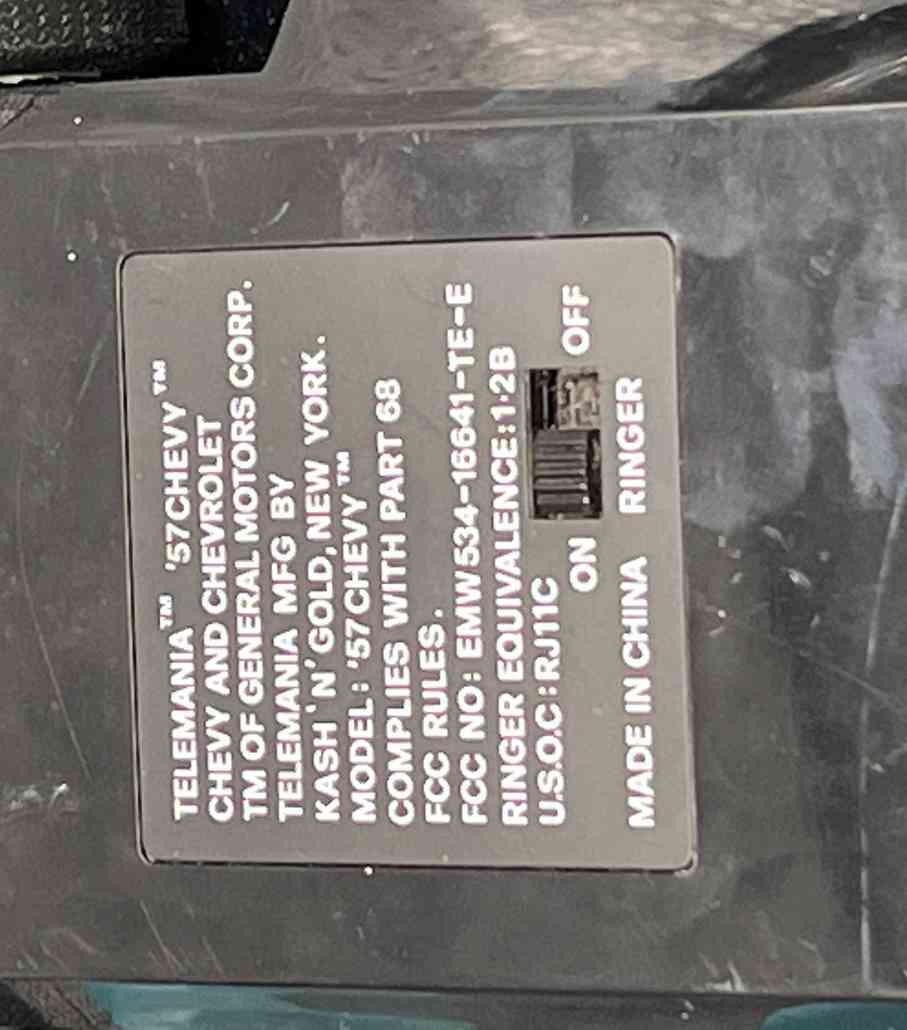 TELEMANIA™ '57CHEVY™
CHEVY AND CHEVROLET
TM OF GENERAL MOTORS CORP.
TELEMANIA MFG BY
KASH 'N' GOLD, NEW YORK.
MODEL: '57CHEVY™
COMPLIES WITH PART 68
FCC RULES.
FCC NO: EMW534-16641-TE-E
RINGER EQUIVALENCE:1·2B
U.S.O.C:RJ11C
ON OFF
MADE IN CHINA RINGER